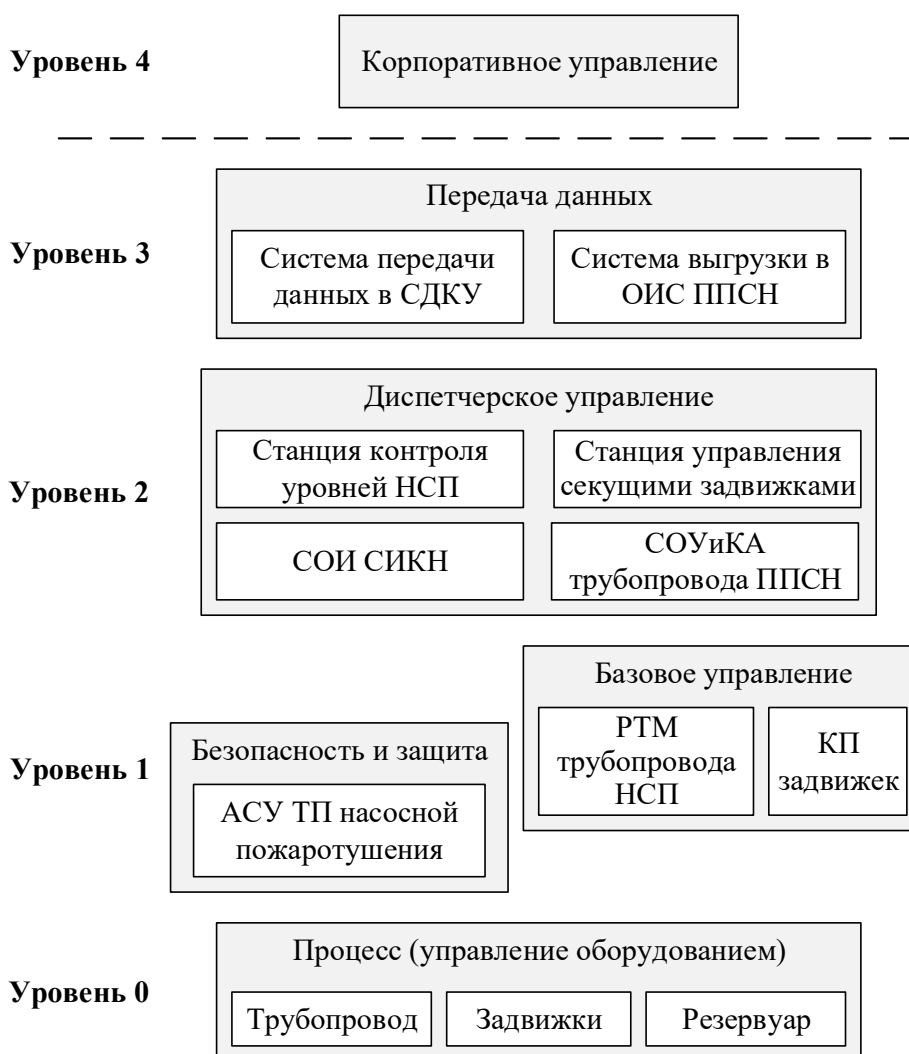 Уровень 4
Корпоративное управление
Уровень 3
Передача данных
Система передачи
данных в СДКУ
Система выгрузки в
ОИС ППСН
Уровень 2
Диспетчерское управление
Станция контроля
уровней НСП
Станция управления
секущими задвижками
СОИ СИКН
СОУиКА
трубопровода ППСН
Уровень 1
Безопасность и защита
АСУ ТП насосной
пожаротушения
Базовое управление
РТМ
трубопровода
НСП
КП
задвижек
Уровень 0
Процесс (управление оборудованием)
Трубопровод
Задвижки
Резервуар